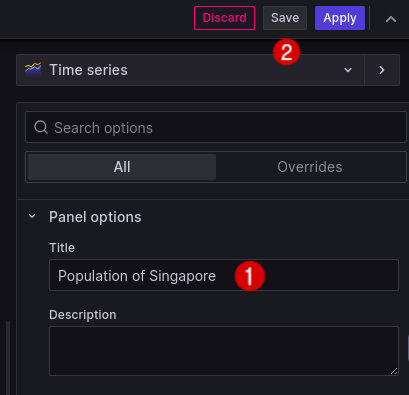 Discard Save Apply
2
Time series
Search options
All Overrides
Panel options
Title
Population of Singapore 1
Description